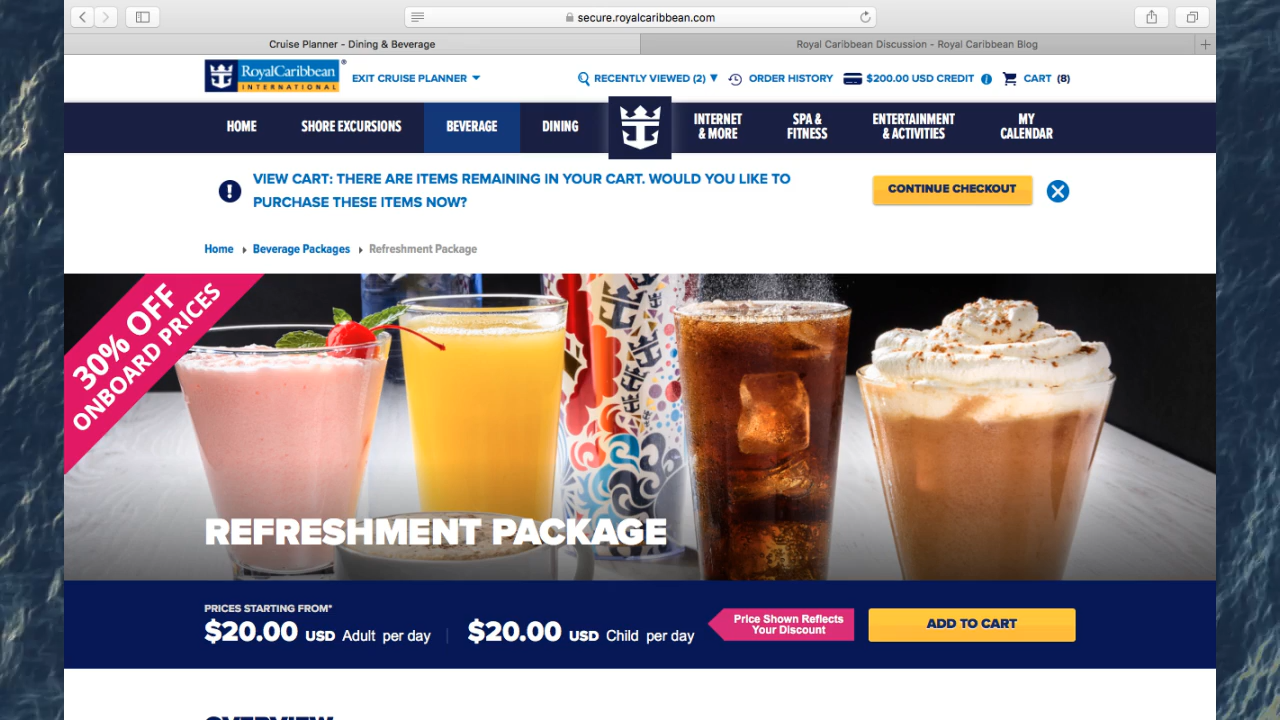 secure.royalcaribbean.com
Cruise Planner - Dining & Beverage
Royal Caribbean Discussion - Royal Caribbean Blog
RoyalCaribbean
INTERNATIONAL
®
EXIT CRUISE PLANNER
RECENTLY VIEWED (2)
ORDER HISTORY
$200.00 USD CREDIT
CART (8)
HOME
SHORE EXCURSIONS
BEVERAGE
DINING
INTERNET
& MORE
SPA &
FITNESS
ENTERTAINMENT
& ACTIVITIES
MY
CALENDAR
VIEW CART: THERE ARE ITEMS REMAINING IN YOUR CART. WOULD YOU LIKE TO
PURCHASE THESE ITEMS NOW?
CONTINUE CHECKOUT
Home
Beverage Packages
Refreshment Package
30% OFF
ONBOARD PRICES
REFRESHMENT PACKAGE
PRICES STARTING FROM*
$20.00 USD Adult per day
$20.00 USD Child per day
Price Shown Reflects
Your Discount
ADD TO CART
OVERVIEW